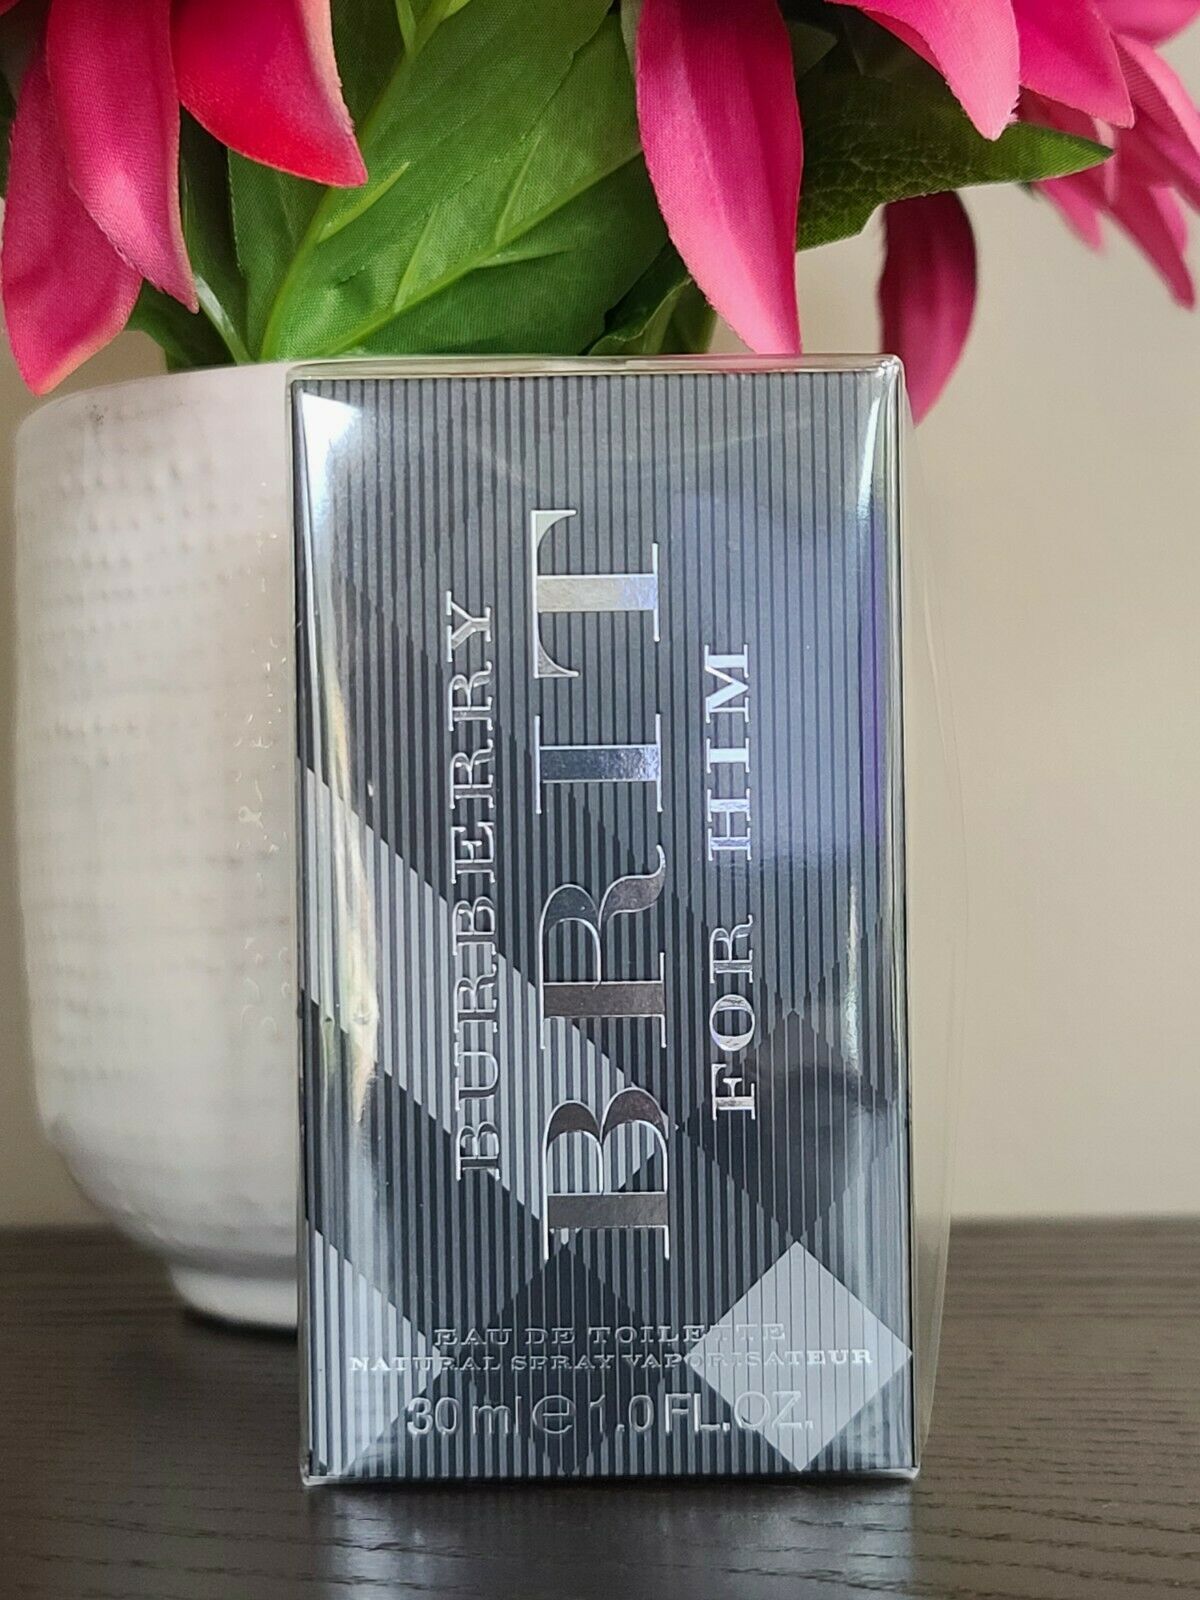 BURBERRY
BRIT
FOR HIM
EAU DE TOILETTE
NATURAL SPRAY VAPORISATEUR
30 ml e 1.0 FL.OZ.